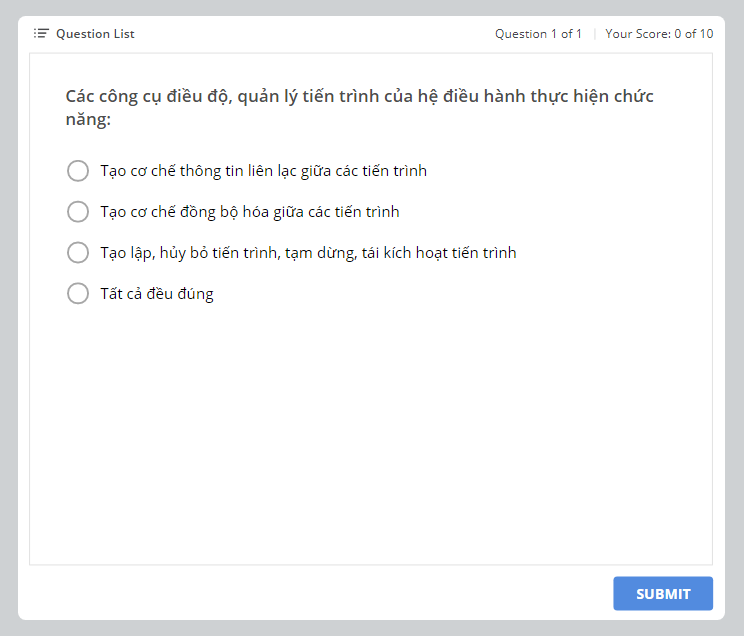 Question List
Question 1 of 1
Your Score: 0 of 10
Các công cụ điều độ, quản lý tiến trình của hệ điều hành thực hiện chức
năng:
Tạo cơ chế thông tin liên lạc giữa các tiến trình
Tạo cơ chế đồng bộ hóa giữa các tiến trình
Tạo lập, hủy bỏ tiến trình, tạm dừng, tái kích hoạt tiến trình
Tất cả đều đúng
SUBMIT